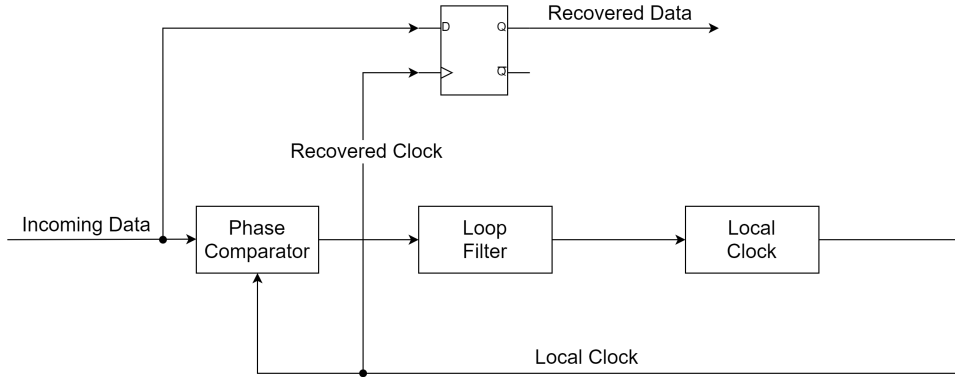 Recovered Data
D
Q
Q̅
Recovered Clock
Incoming Data
Phase
Comparator
Loop
Filter
Local
Clock
Local Clock